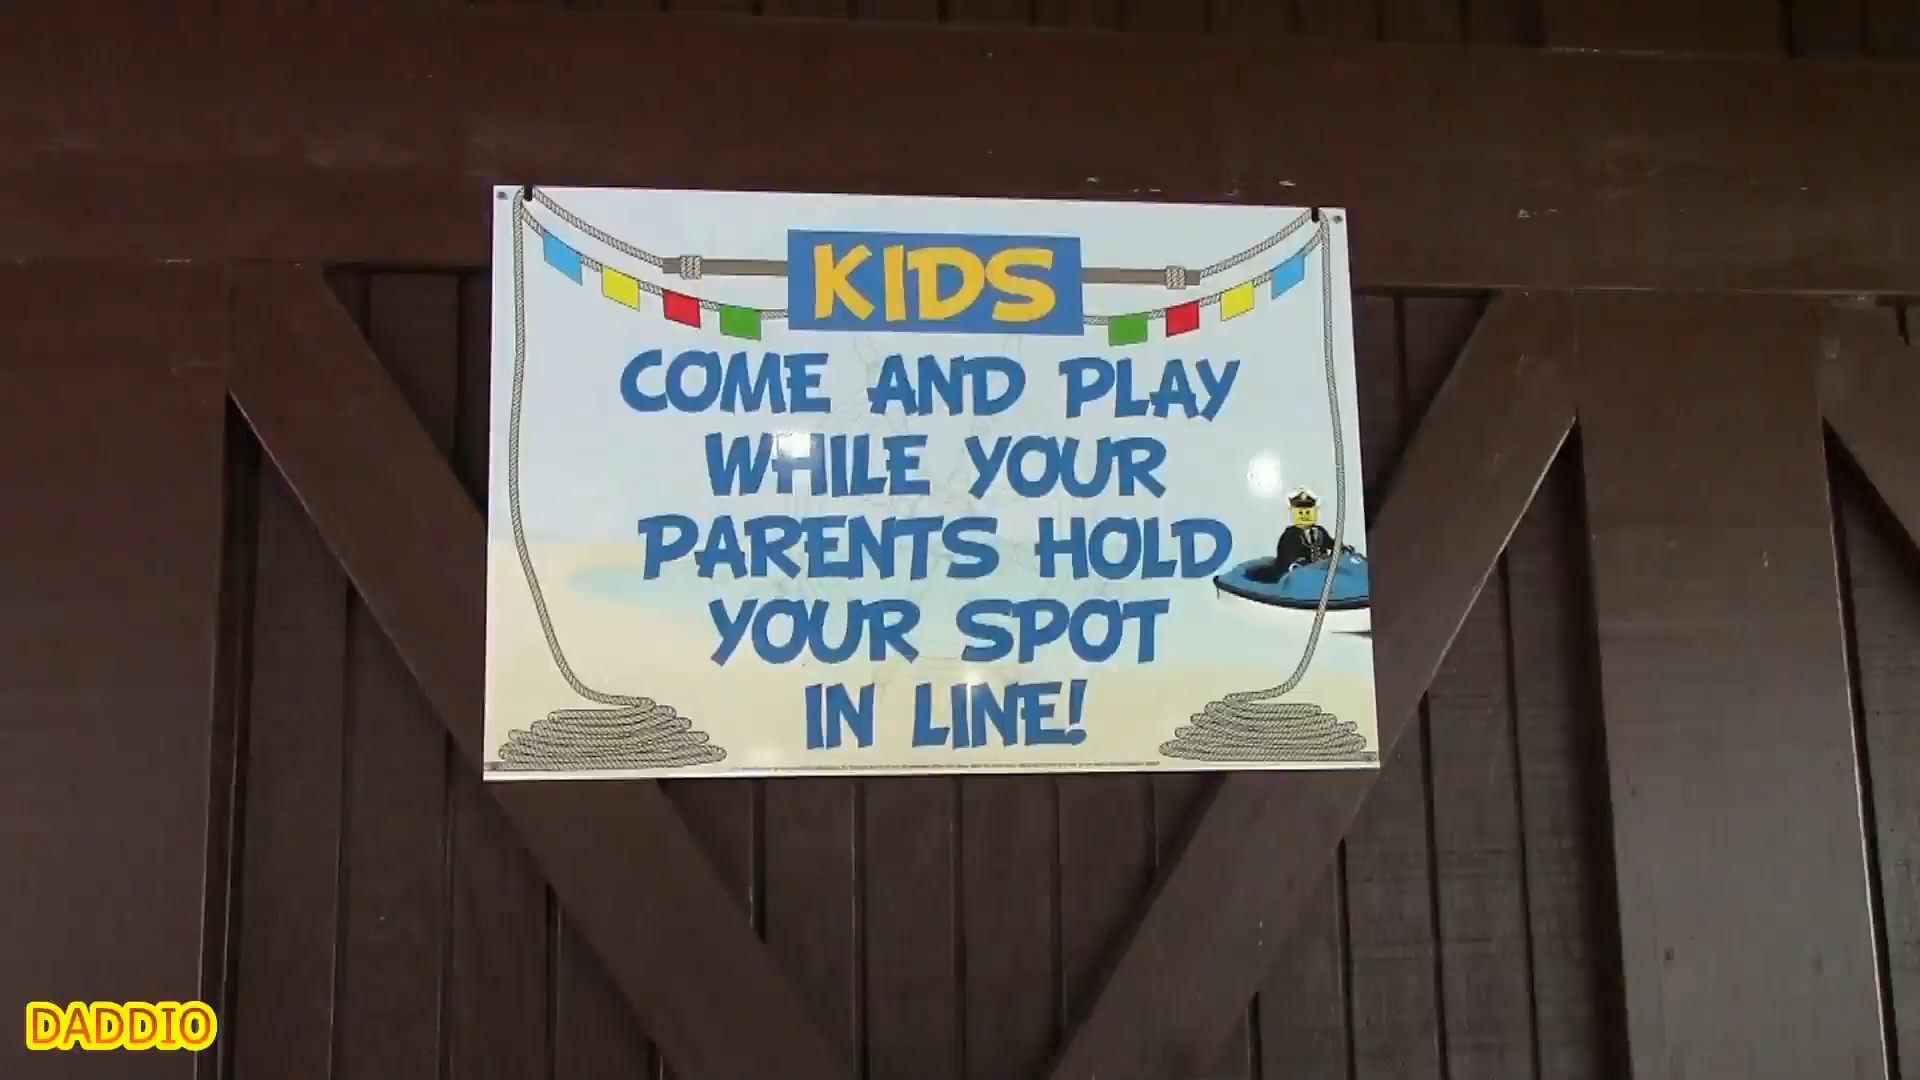 KIDS
COME AND PLAY
WHILE YOUR
PARENTS HOLD
YOUR SPOT
IN LINE!
DADDIO